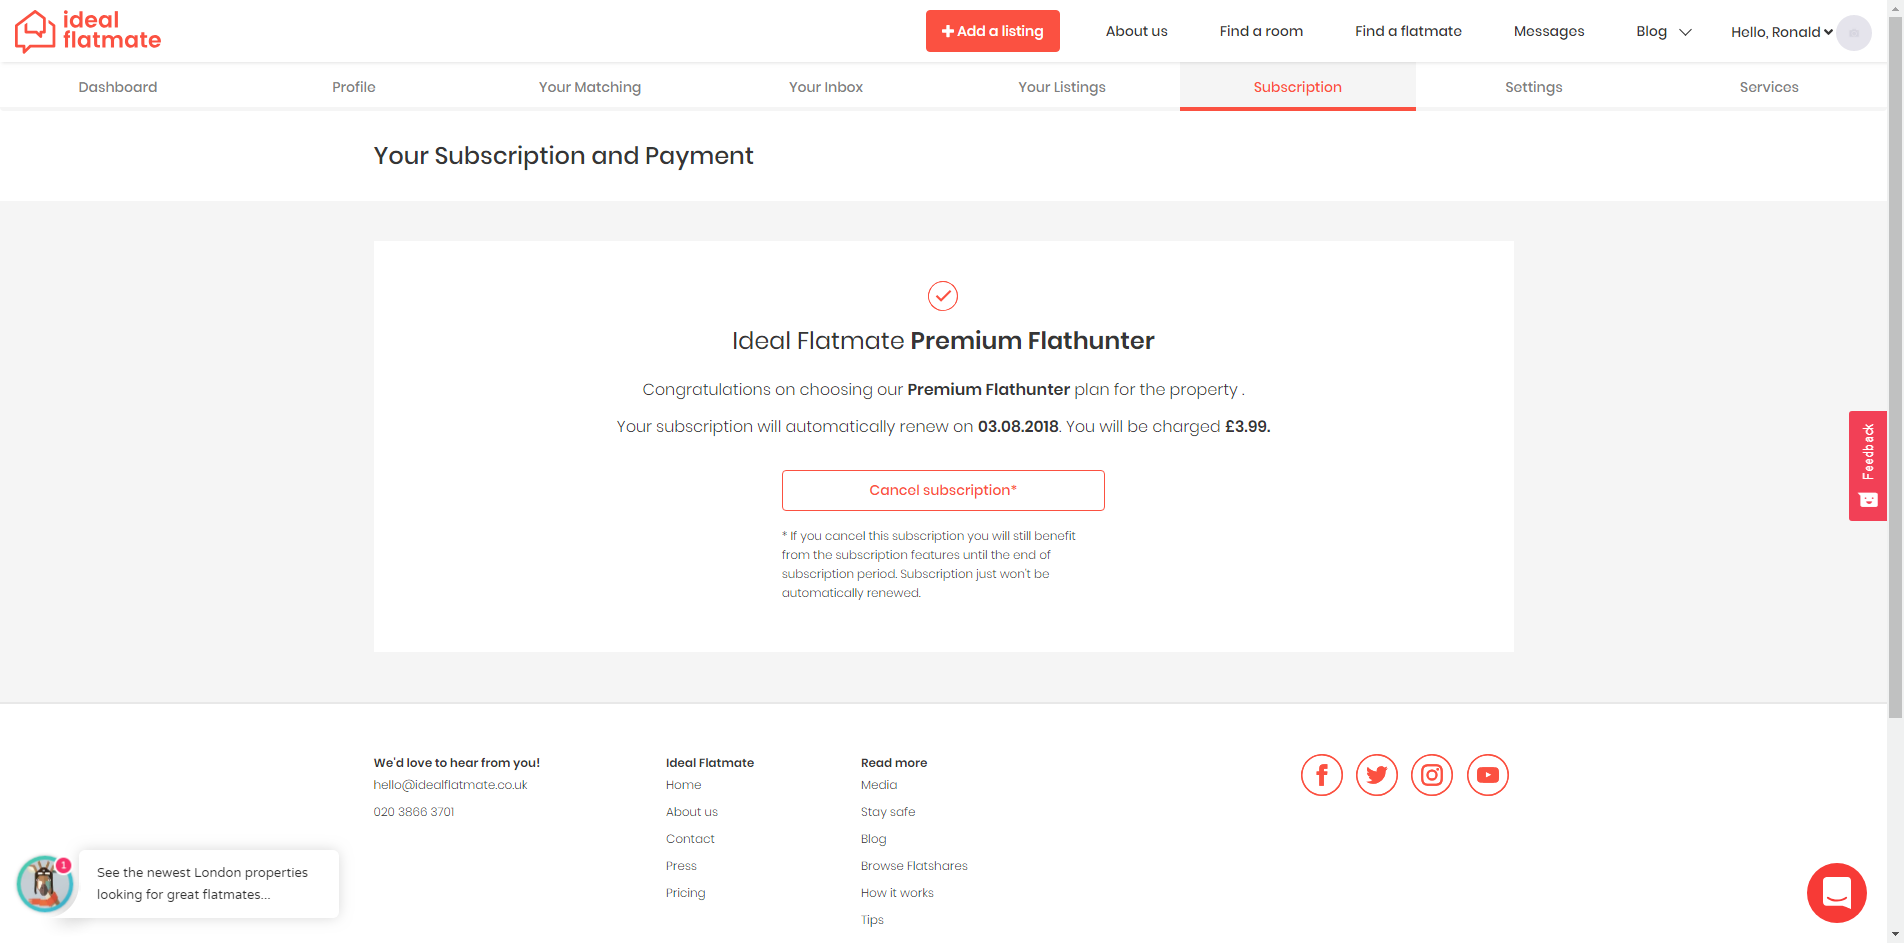 ideal
flatmate
Add a listing
About us
Find a room
Find a flatmate
Messages
Blog
Hello, Ronald
Dashboard
Profile
Your Matching
Your Inbox
Your Listings
Subscription
Settings
Services
Your Subscription and Payment
Ideal Flatmate Premium Flathunter
Congratulations on choosing our Premium Flathunter plan for the property .
Your subscription will automatically renew on 03.08.2018. You will be charged £3.99.
Cancel subscription*
* If you cancel this subscription you will still benefit
from the subscription features until the end of
subscription period. Subscription just won't be
automatically renewed.
Feedback
We'd love to hear from you!
hello@idealflatmate.co.uk
020 3866 3701
Ideal Flatmate
Home
About us
Contact
Press
Pricing
Read more
Media
Stay safe
Blog
Browse Flatshares
How it works
Tips
1
See the newest London properties
looking for great flatmates...